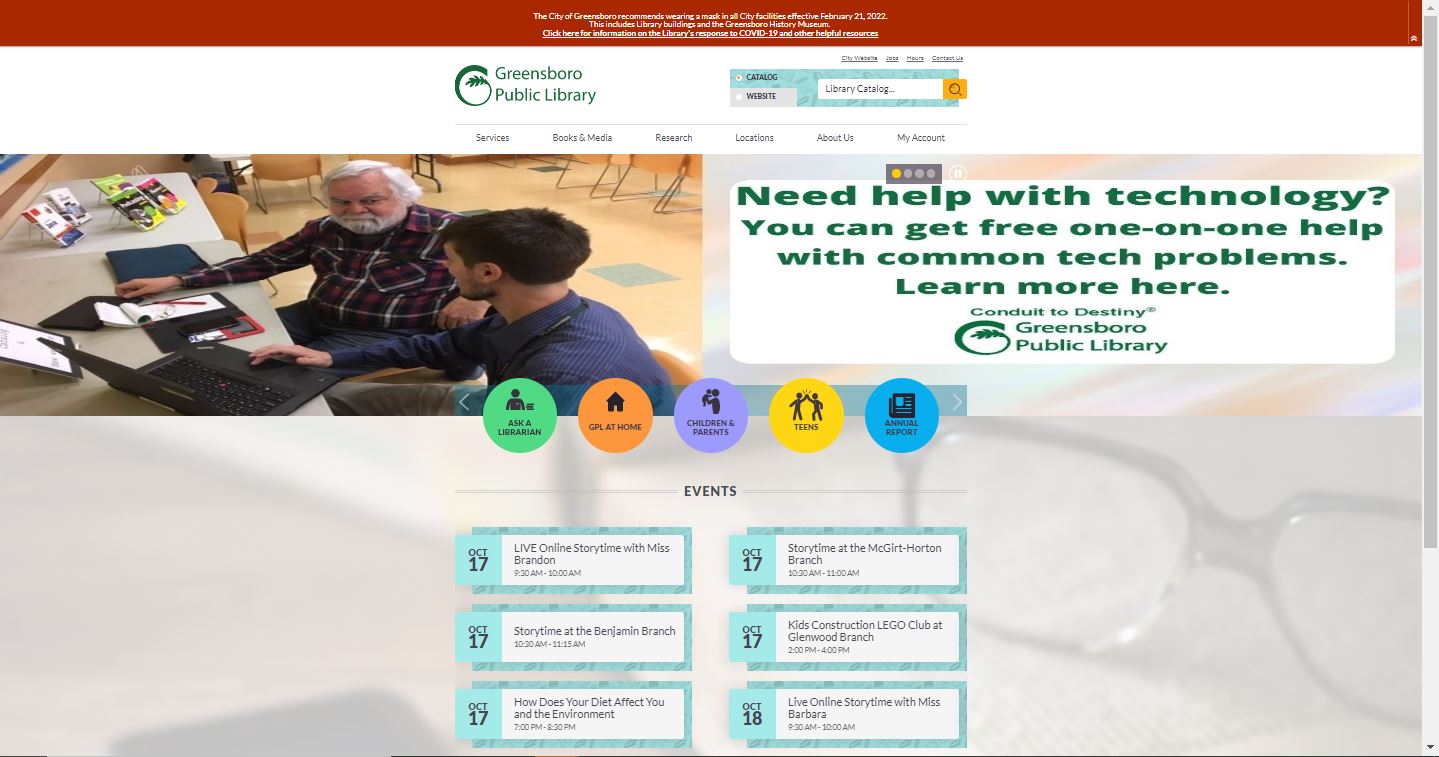 The City of Greensboro recommends wearing a mask in all City facilities effective February 21, 2022.
This includes Library buildings and the Greensboro History Museum.
Click here for information on the Library's response to COVID-19 and other helpful resources
City Website Jobs Hours Contact Us
Greensboro
Public Library
CATALOG
WEBSITE
Library Catalog...
Services Books & Media Research Locations About Us My Account
Need help with technology?
You can get free one-on-one help
with common tech problems.
Learn more here.
Conduit to Destiny®
Greensboro
Public Library
ASK A
LIBRARIAN
GPL AT HOME
CHILDREN &
PARENTS
TEENS
ANNUAL
REPORT
EVENTS
OCT
17
LIVE Online Storytime with Miss
Brandon
9:30 AM - 10:00 AM
OCT
17
Storytime at the McGirt-Horton
Branch
10:30 AM - 11:00 AM
OCT
17
Storytime at the Benjamin Branch
10:30 AM - 11:15 AM
OCT
17
Kids Construction LEGO Club at
Glenwood Branch
2:00 PM - 4:00 PM
OCT
17
How Does Your Diet Affect You
and the Environment
7:00 PM - 8:30 PM
OCT
18
Live Online Storytime with Miss
Barbara
9:30 AM - 10:00 AM